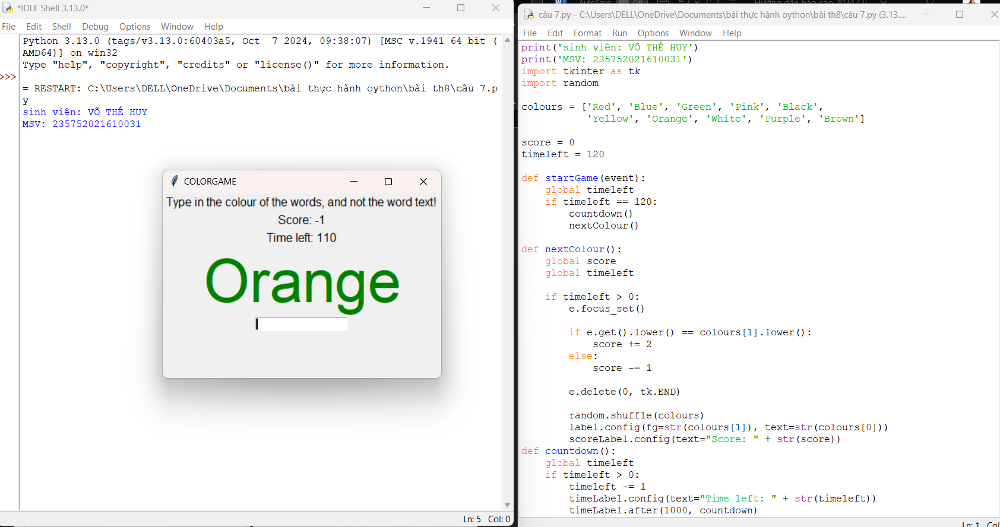 *IDLE Shell 3.13.0*
File Edit Shell Debug Options Window Help
Python 3.13.0 (tags/v3.13.0:60403a5, Oct  7 2024, 09:38:07) [MSC v.1941 64 bit (
AMD64)] on win32
Type "help", "copyright", "credits" or "license()" for more information.
>>>
= RESTART: C:\Users\DELL\OneDrive\Documents\bài thực hành oython\bài th8\câu 7.p
y
sinh viên: VÕ THẾ HUY
MSV: 235752021610031
COLORGAME
Type in the colour of the words, and not the word text!
Score: -1
Time left: 110
Orange
Ln: 5 Col: 0
câu 7.py - C:\Users\DELL\OneDrive\Documents\bài thực hành oython\bài th8\câu 7.py (3.13....
File Edit Format Run Options Window Help
print('sinh viên: VÕ THẾ HUY')
print('MSV: 235752021610031')
import tkinter as tk
import random
colours = ['Red', 'Blue', 'Green', 'Pink', 'Black',
           'Yellow', 'Orange', 'White', 'Purple', 'Brown']
score = 0
timeleft = 120
def startGame(event):
    global timeleft
    if timeleft == 120:
        countdown()
        nextColour()
def nextColour():
    global score
    global timeleft
    if timeleft > 0:
        e.focus_set()
        if e.get().lower() == colours[1].lower():
            score += 2
        else:
            score -= 1
        e.delete(0, tk.END)
        random.shuffle(colours)
        label.config(fg=str(colours[1]), text=str(colours[0]))
        scoreLabel.config(text="Score: " + str(score))
def countdown():
    global timeleft
    if timeleft > 0:
        timeleft -= 1
        timeLabel.config(text="Time left: " + str(timeleft))
        timeLabel.after(1000, countdown)
Ln: 1 Col